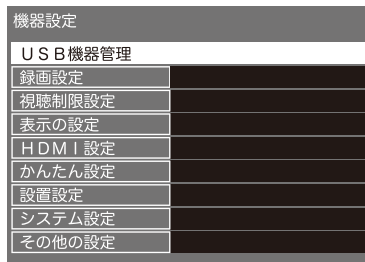 機器設定
ＵＳＢ機器管理
録画設定
視聴制限設定
表示の設定
ＨＤＭＩ設定
かんたん設定
設置設定
システム設定
その他の設定